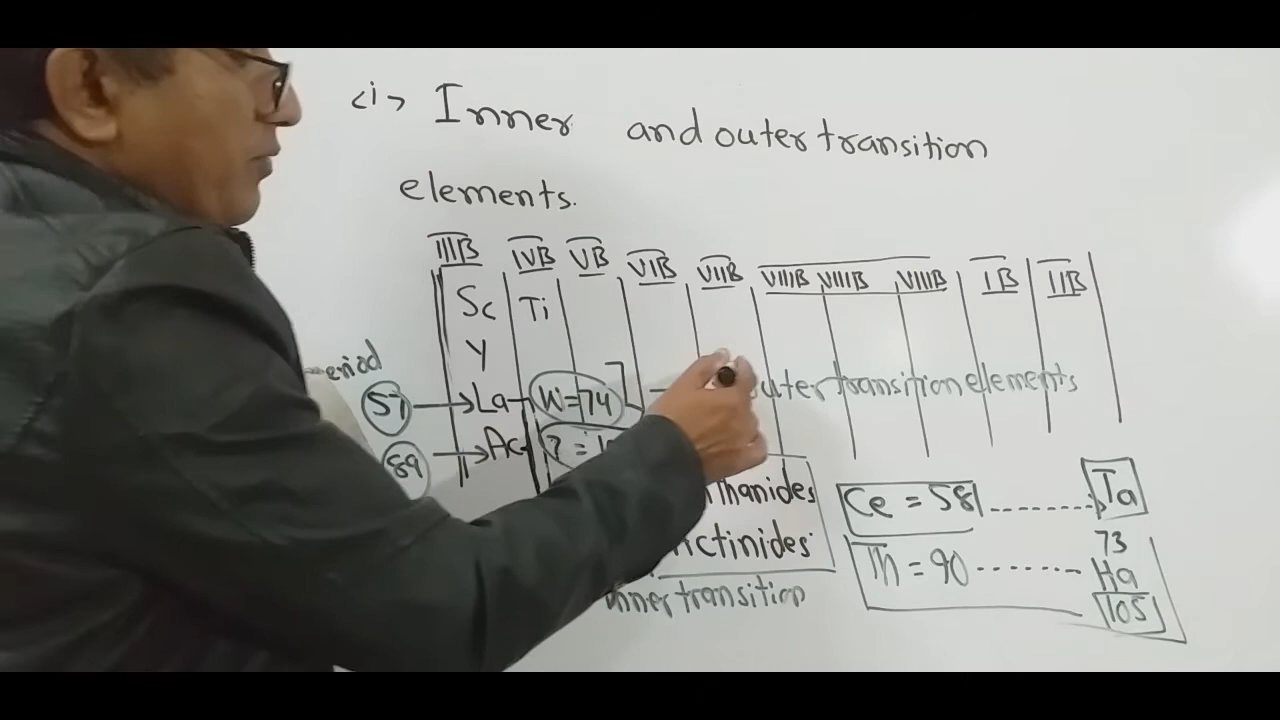 <i> Inner and outer transition
elements.
IIIB IVB VB VIB VIIB VIIIB VIIIB VIIIB IB IIB
Sc Ti
Y
57 La W=74 outer transition elements
89 Ac ? =
Ce = 58 Ta
73
Actinides Th = 90 Ha
inner transition 105